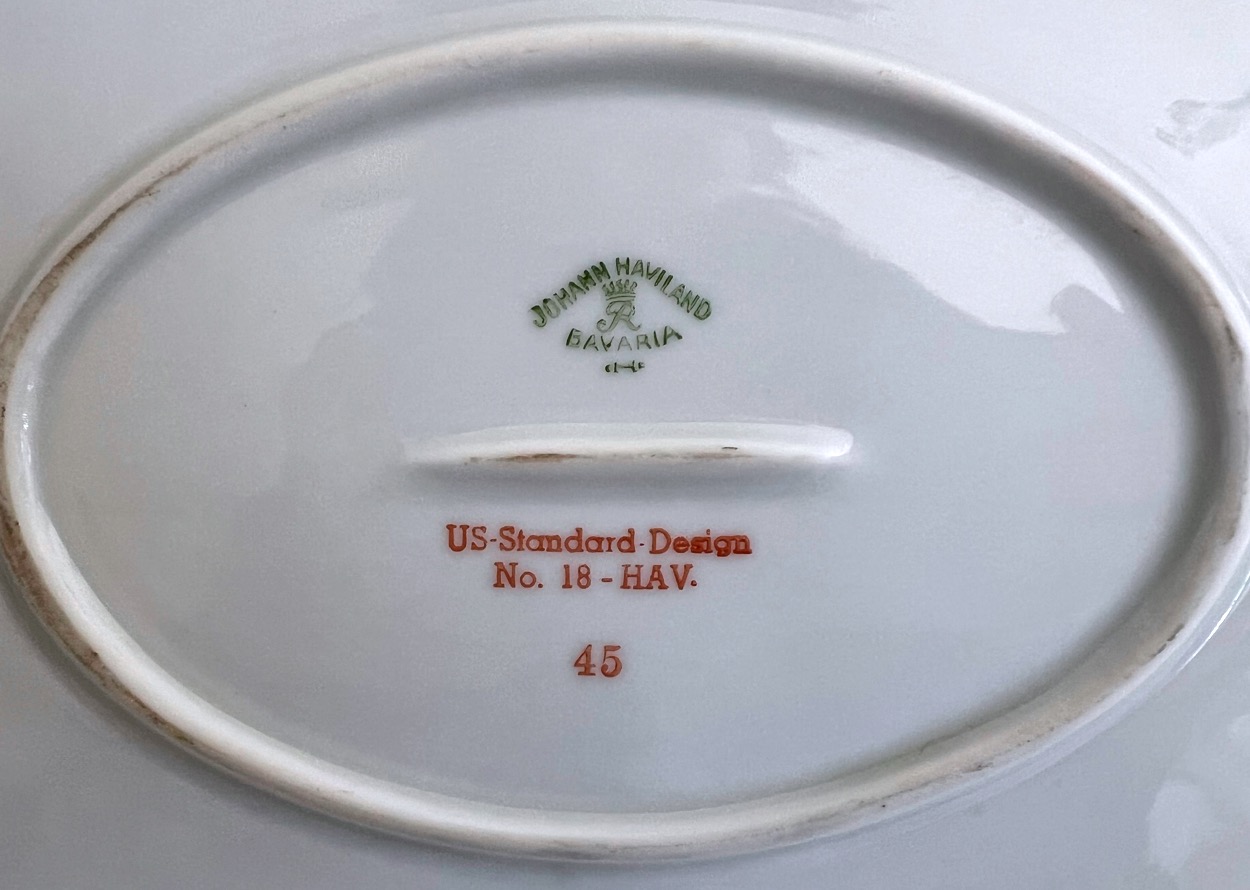 JOHANN HAVILAND
R
BAVARIA
US-Standard-Design
No. 18 - HAV.
45